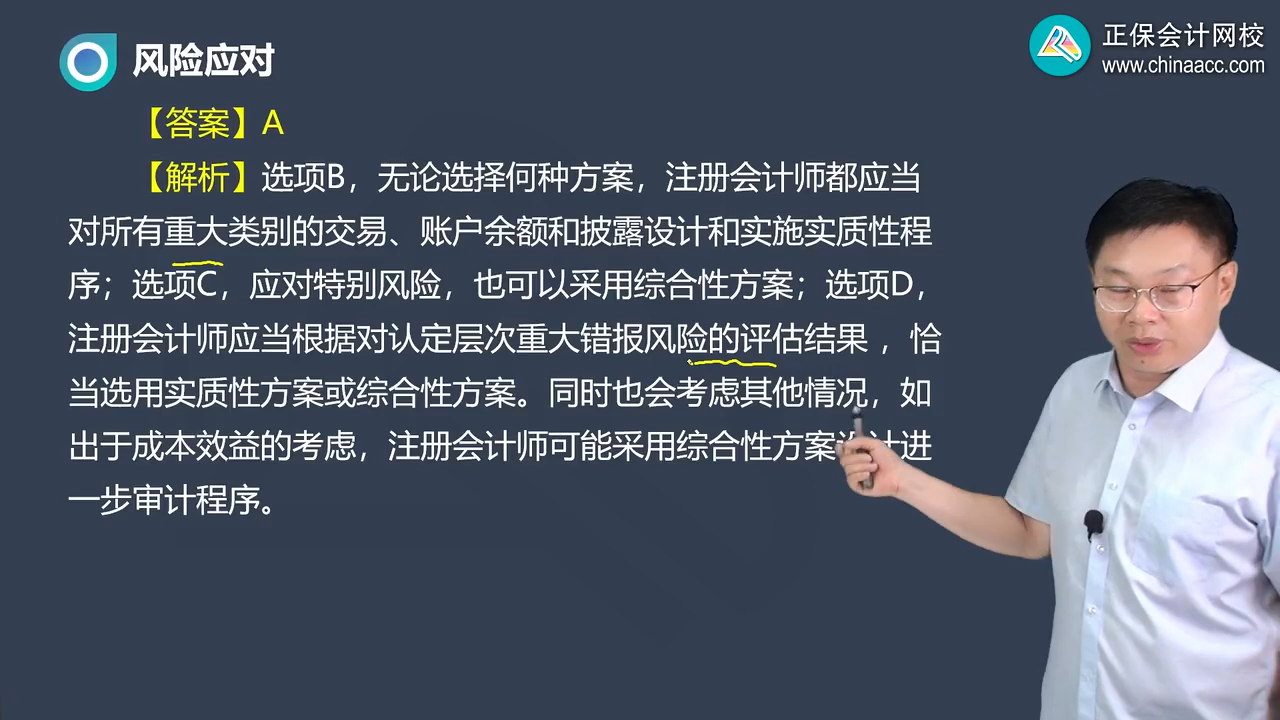 风险应对
正保会计网校
www.chinaacc.com
【答案】A
【解析】选项B，无论选择何种方案，注册会计师都应当
对所有重大类别的交易、账户余额和披露设计和实施实质性程
序；选项C，应对特别风险，也可以采用综合性方案；选项D，
注册会计师应当根据对认定层次重大错报风险的评估结果，恰
当选用实质性方案或综合性方案。同时也会考虑其他情况，如
出于成本效益的考虑，注册会计师可能采用综合性方案设计进
一步审计程序。